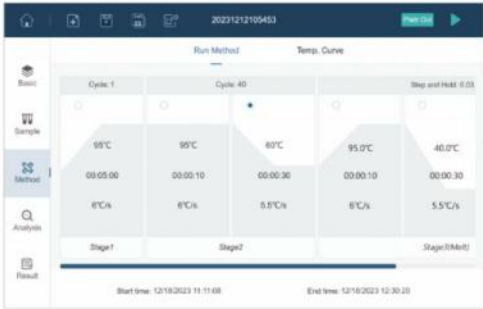 20231212105453
Plate Out
Run Method
Temp. Curve
Basic
Sample
Method
Analysis
Result
Cycle: 1
Cycle: 40
Step and Hold: 0.03
95°C
95°C
60°C
95.0°C
40.0°C
00:05:00
00:00:10
00:00:30
00:00:10
00:00:30
6°C/s
6°C/s
5.5°C/s
6°C/s
5.5°C/s
Stage1
Stage2
Stage3(Melt)
Start time: 12/18/2023 11:11:08
End time: 12/18/2023 12:30:20